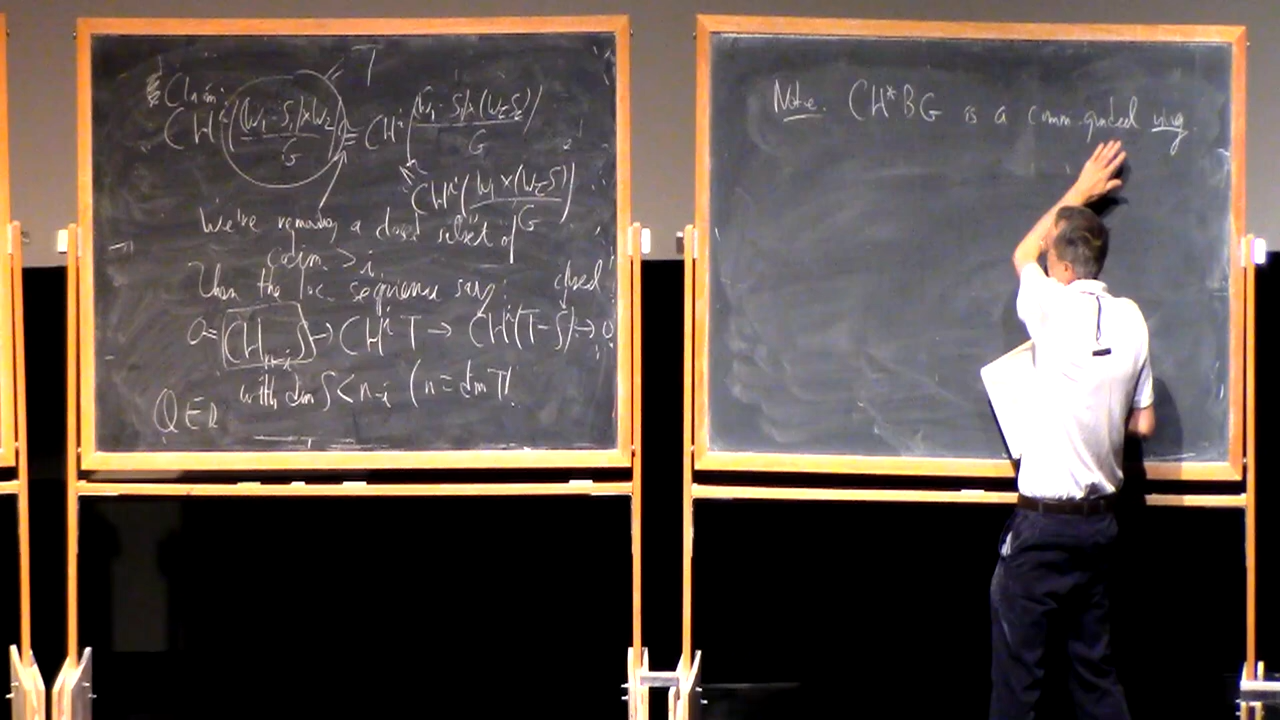 Claim: T
CH^i((W_1 - S_1)×W_2)/G) ≅ CH^i((W_1 - S_1)×(W_2-S_2)/G)
CH^i(W_1 × (W_2-S)/G)
We're removing a closed subset of
codim. > i.
Then the loc. sequence says: closed
0= CH_{n-i} S → CH^i T → CH^i(T-S) → 0
with dim S < n-i (n = dim T).
QED
Note. CH*BG is a comm. graded ring.